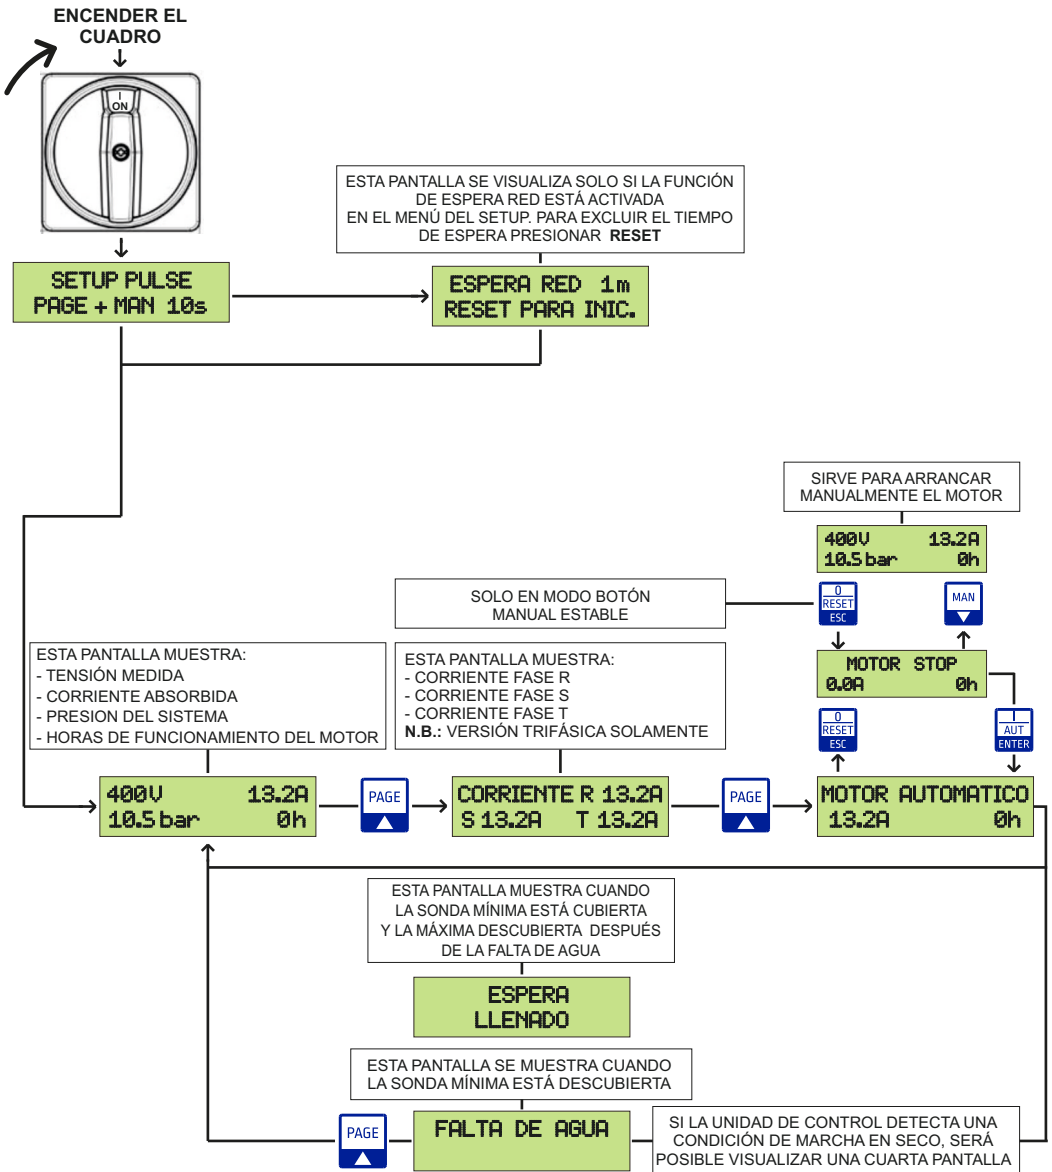 ENCENDER EL
CUADRO
I
ON
ESTA PANTALLA SE VISUALIZA SOLO SI LA FUNCIÓN
DE ESPERA RED ESTÁ ACTIVADA
EN EL MENÚ DEL SETUP. PARA EXCLUIR EL TIEMPO
DE ESPERA PRESIONAR RESET
SETUP PULSE
PAGE + MAN 10s
ESPERA RED 1m
RESET PARA INIC.
SIRVE PARA ARRANCAR
MANUALMENTE EL MOTOR
400V 13.2A
10.5 bar 0h
SOLO EN MODO BOTÓN
MANUAL ESTABLE
0
RESET
ESC
MAN
MOTOR STOP
0.0A 0h
0
RESET
ESC
I
AUT
ENTER
ESTA PANTALLA MUESTRA:
- TENSIÓN MEDIDA
- CORRIENTE ABSORBIDA
- PRESION DEL SISTEMA
- HORAS DE FUNCIONAMIENTO DEL MOTOR
ESTA PANTALLA MUESTRA:
- CORRIENTE FASE R
- CORRIENTE FASE S
- CORRIENTE FASE T
N.B.: VERSIÓN TRIFÁSICA SOLAMENTE
400V 13.2A
10.5 bar 0h
PAGE
CORRIENTE R 13.2A
S 13.2A T 13.2A
PAGE
MOTOR AUTOMATICO
13.2A 0h
ESTA PANTALLA MUESTRA CUANDO
LA SONDA MÍNIMA ESTÁ CUBIERTA
Y LA MÁXIMA DESCUBIERTA DESPUÉS
DE LA FALTA DE AGUA
ESPERA
LLENADO
ESTA PANTALLA SE MUESTRA CUANDO
LA SONDA MÍNIMA ESTÁ DESCUBIERTA
PAGE
FALTA DE AGUA
SI LA UNIDAD DE CONTROL DETECTA UNA
CONDICIÓN DE MARCHA EN SECO, SERÁ
POSIBLE VISUALIZAR UNA CUARTA PANTALLA